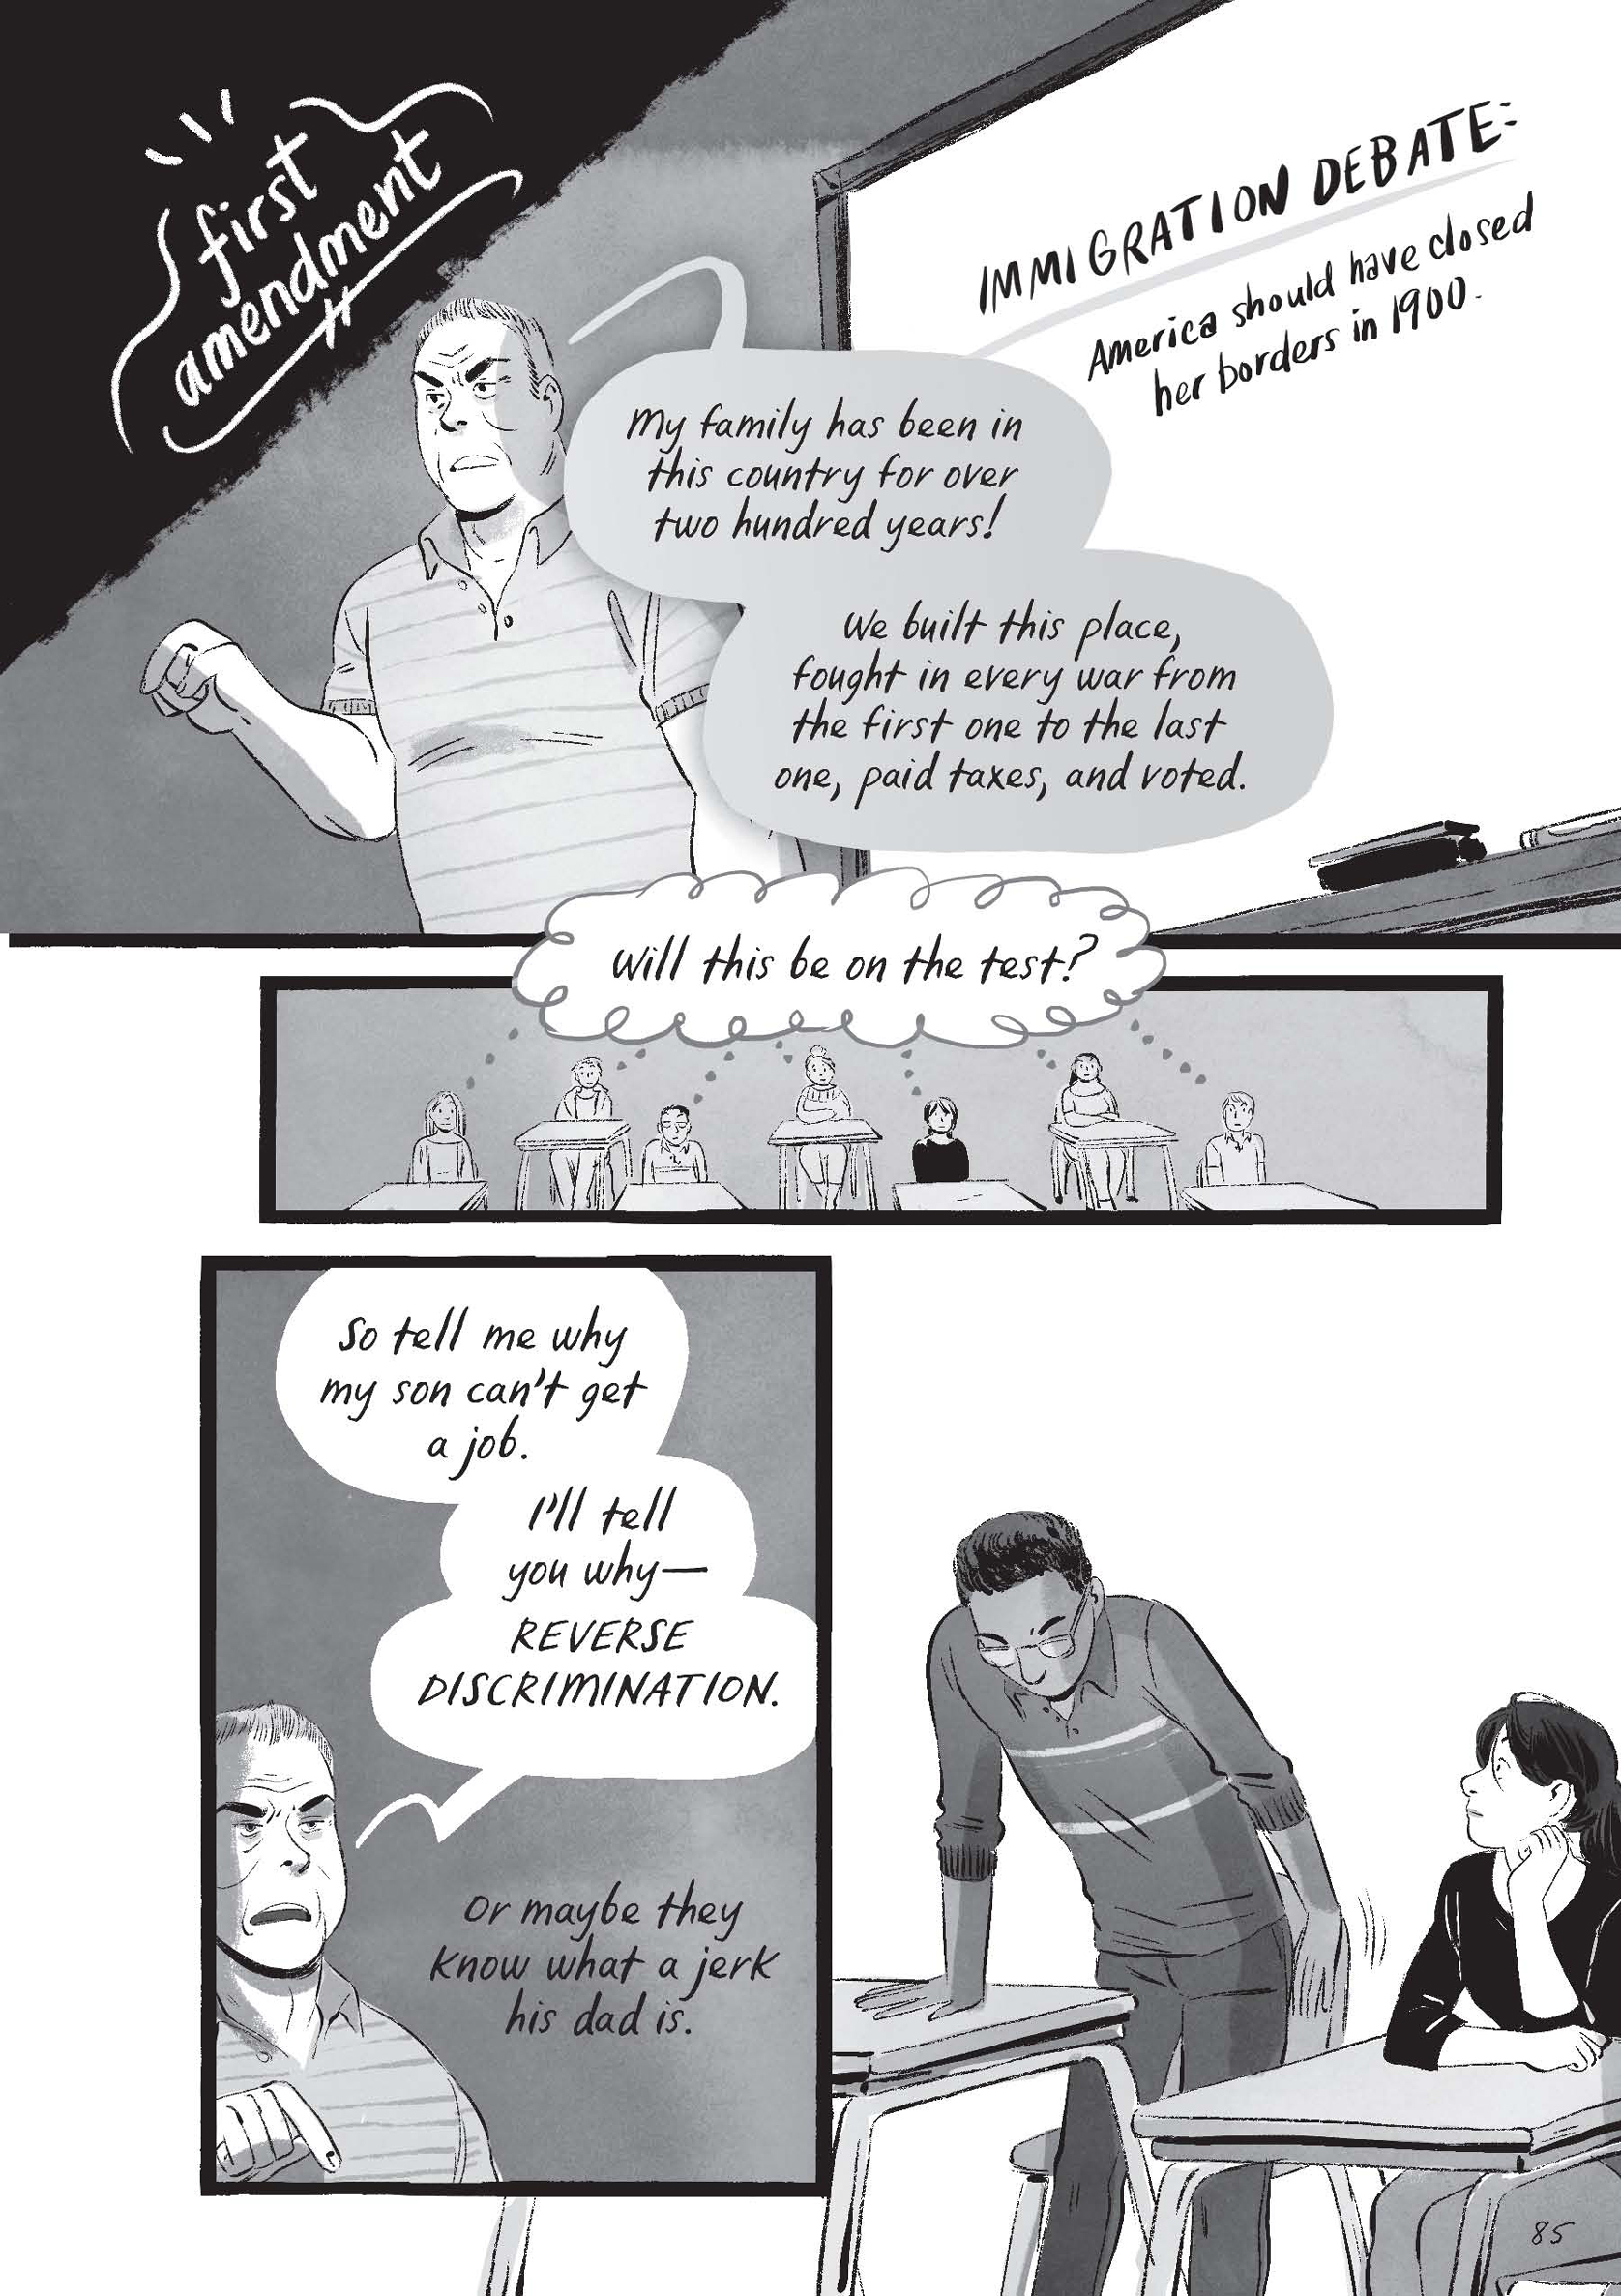 first
amendment
IMMIGRATION DEBATE:
America should have closed
her borders in 1900.
My family has been in
this country for over
two hundred years!
We built this place,
fought in every war from
the first one to the last
one, paid taxes, and voted.
Will this be on the test?
So tell me why
my son can't get
a job.
I'll tell
you why—
REVERSE
DISCRIMINATION.
Or maybe they
know what a jerk
his dad is.
85